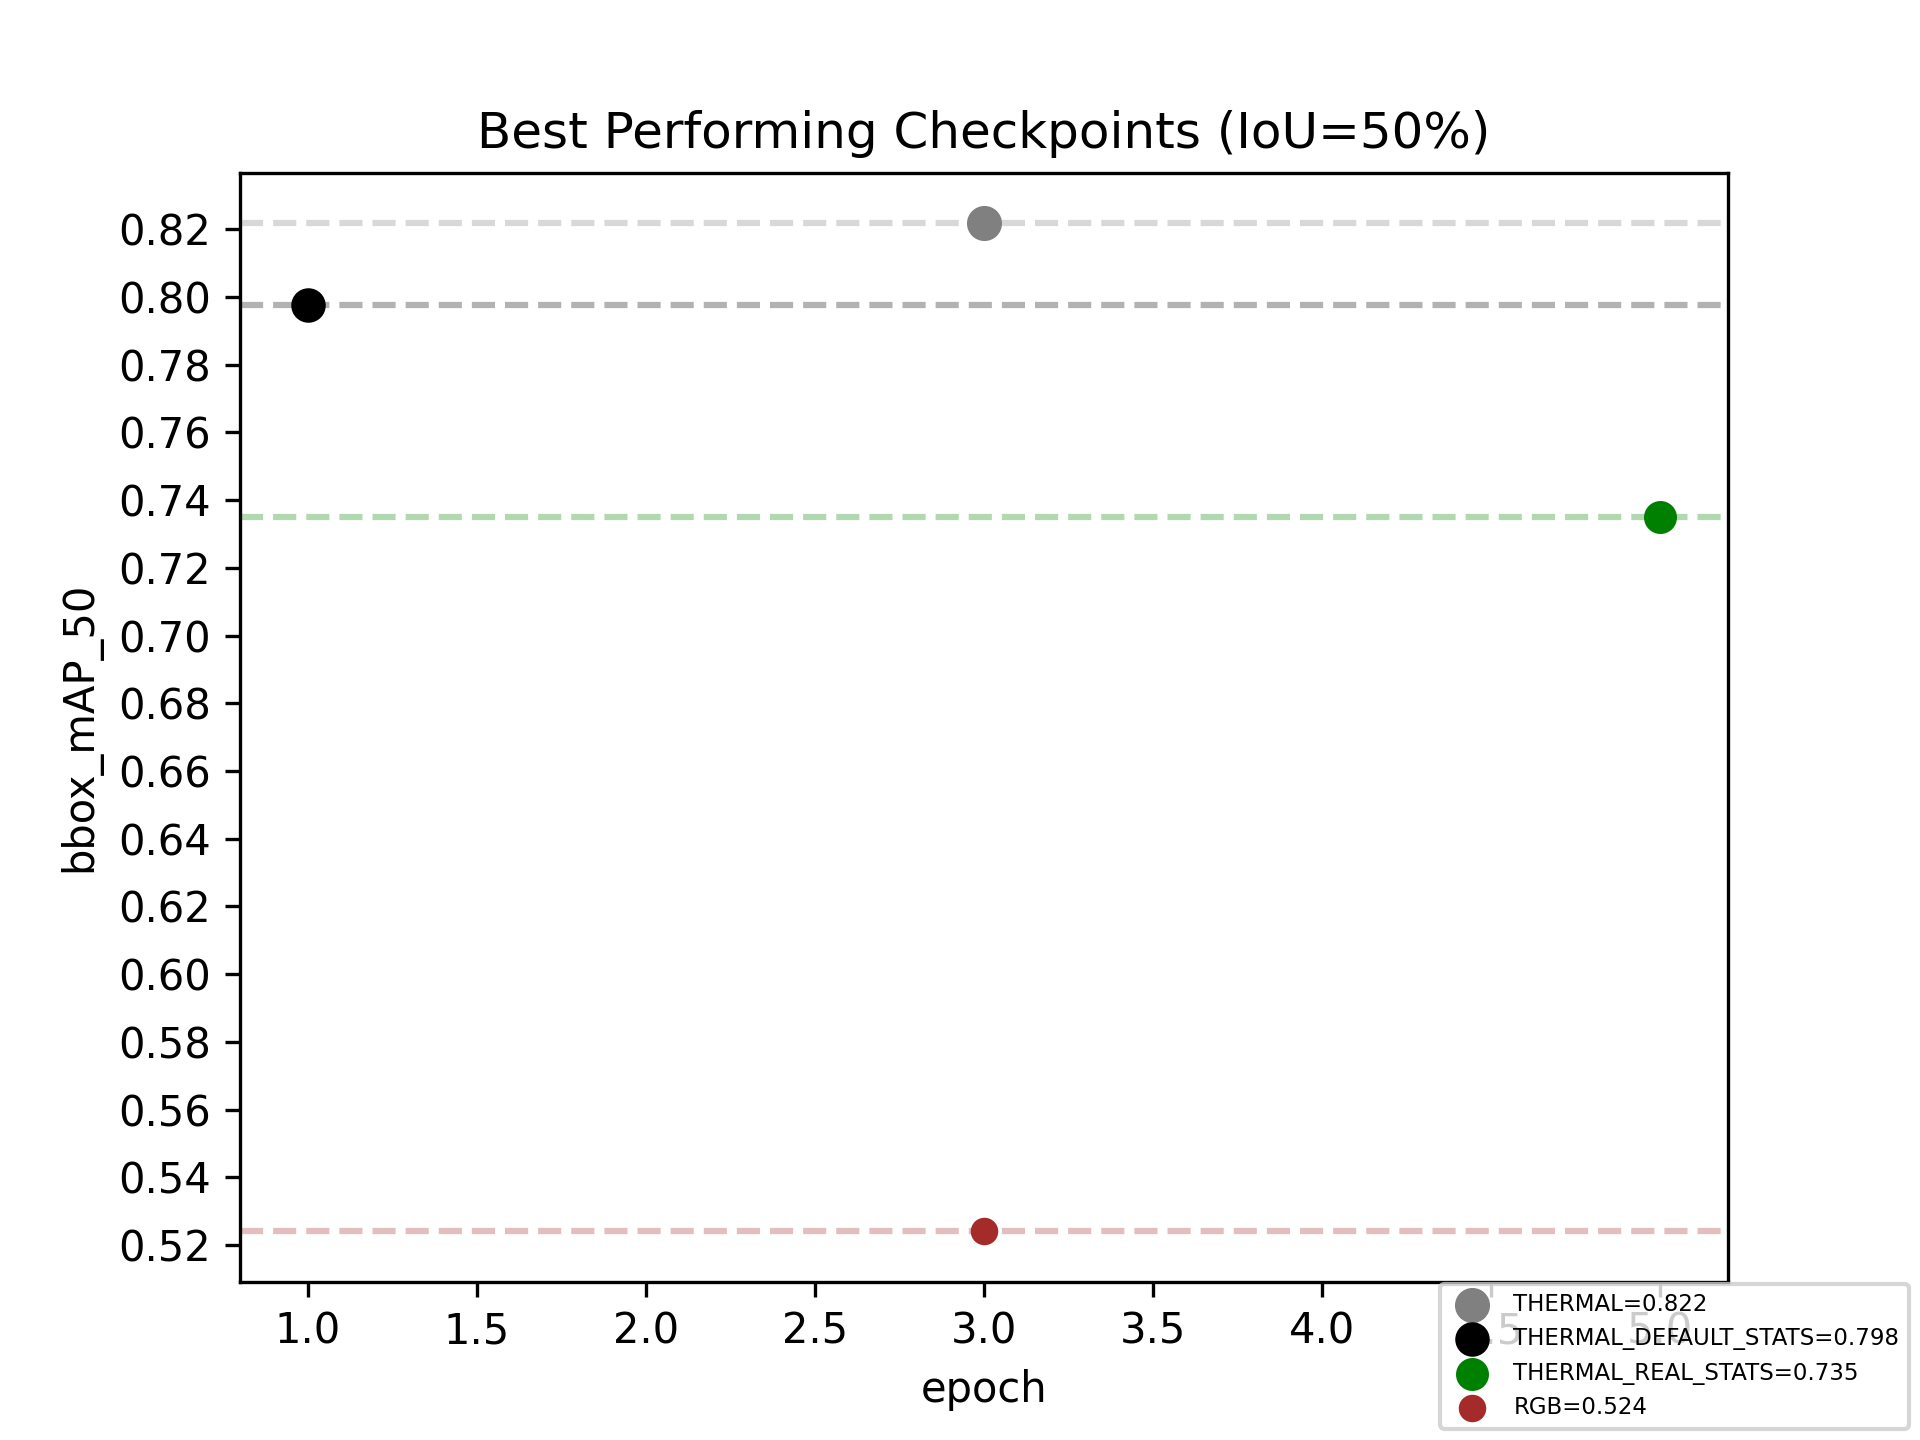 Best Performing Checkpoints (IoU=50%)
0.82
0.80
0.78
0.76
0.74
0.72
0.70
0.68
0.66
0.64
0.62
0.60
0.58
0.56
0.54
0.52
bbox_mAP_50
1.0 1.5 2.0 2.5 3.0 3.5 4.0 5.0
epoch
THERMAL=0.822
THERMAL_DEFAULT_STATS=0.798
THERMAL_REAL_STATS=0.735
RGB=0.524